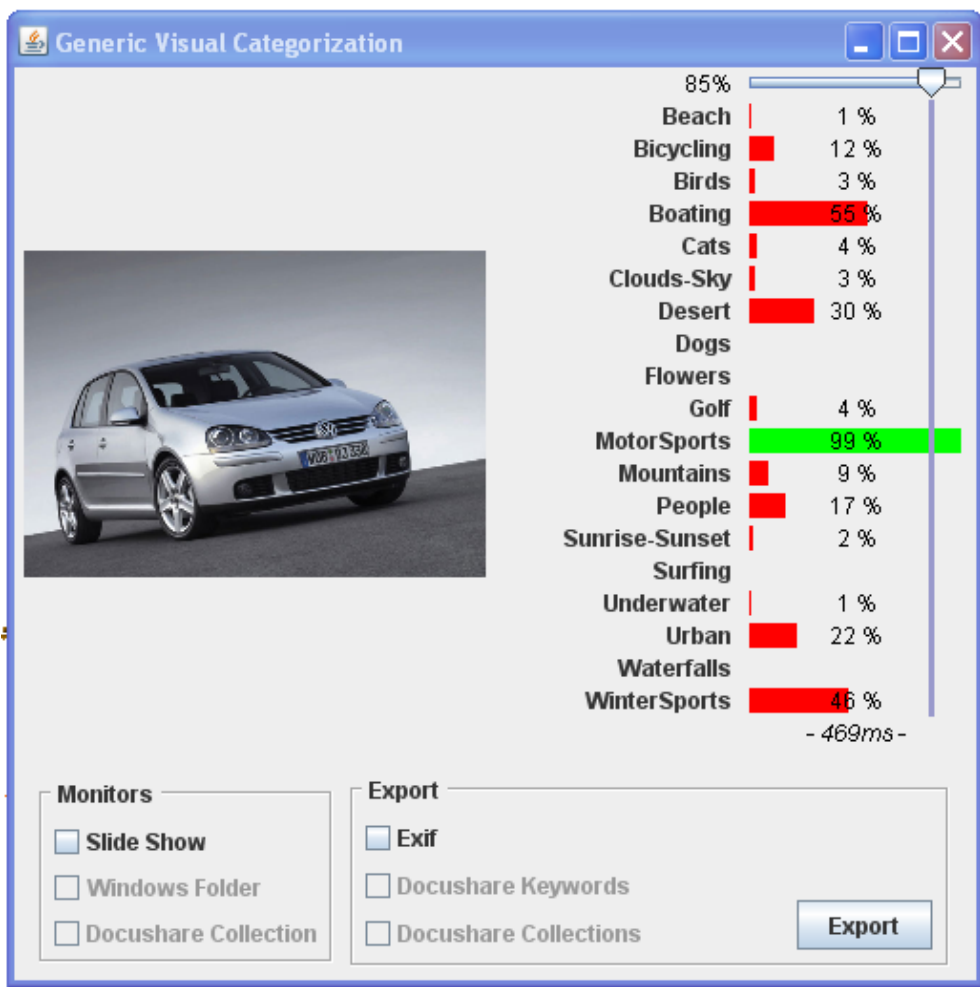 Generic Visual Categorization
85%
Beach 1 %
Bicycling 12 %
Birds 3 %
Boating 55 %
Cats 4 %
Clouds-Sky 3 %
Desert 30 %
Dogs
Flowers
Golf 4 %
MotorSports 99 %
Mountains 9 %
People 17 %
Sunrise-Sunset 2 %
Surfing
Underwater 1 %
Urban 22 %
Waterfalls
WinterSports 46 %
- 469ms -
Monitors
Slide Show
Windows Folder
Docushare Collection
Export
Exif
Docushare Keywords
Docushare Collections
Export